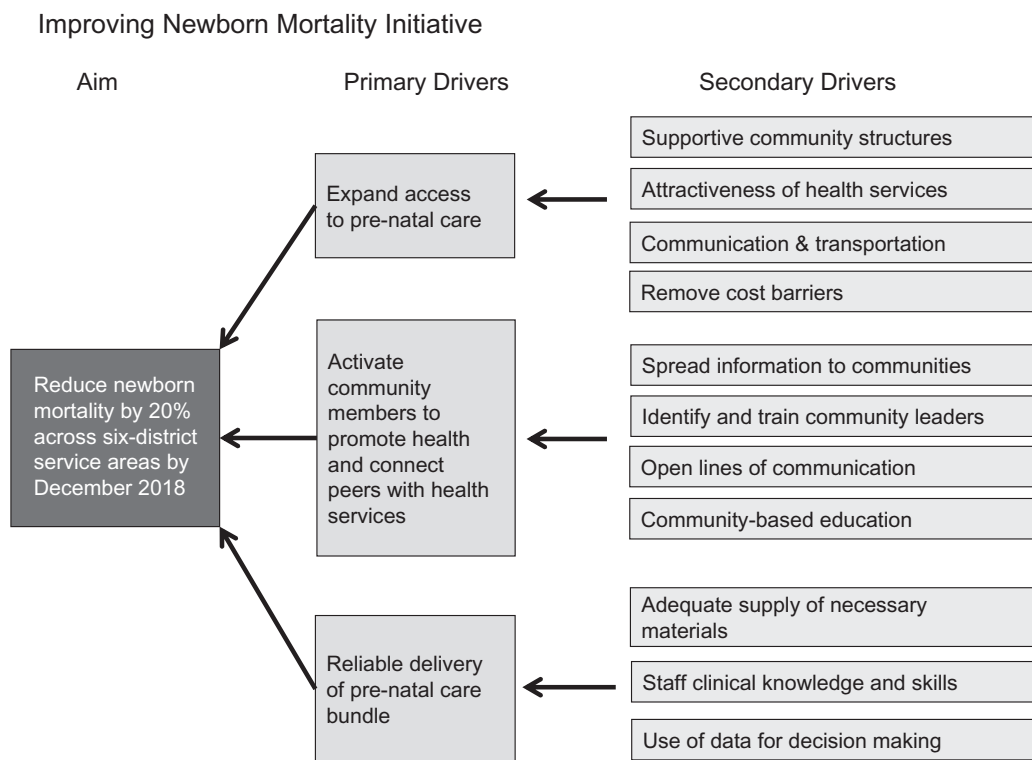 Improving Newborn Mortality Initiative
Aim
Primary Drivers
Secondary Drivers
Reduce newborn
mortality by 20%
across six-district
service areas by
December 2018
Expand access
to pre-natal care
Activate
community
members to
promote health
and connect
peers with health
services
Reliable delivery
of pre-natal care
bundle
Supportive community structures
Attractiveness of health services
Communication & transportation
Remove cost barriers
Spread information to communities
Identify and train community leaders
Open lines of communication
Community-based education
Adequate supply of necessary
materials
Staff clinical knowledge and skills
Use of data for decision making